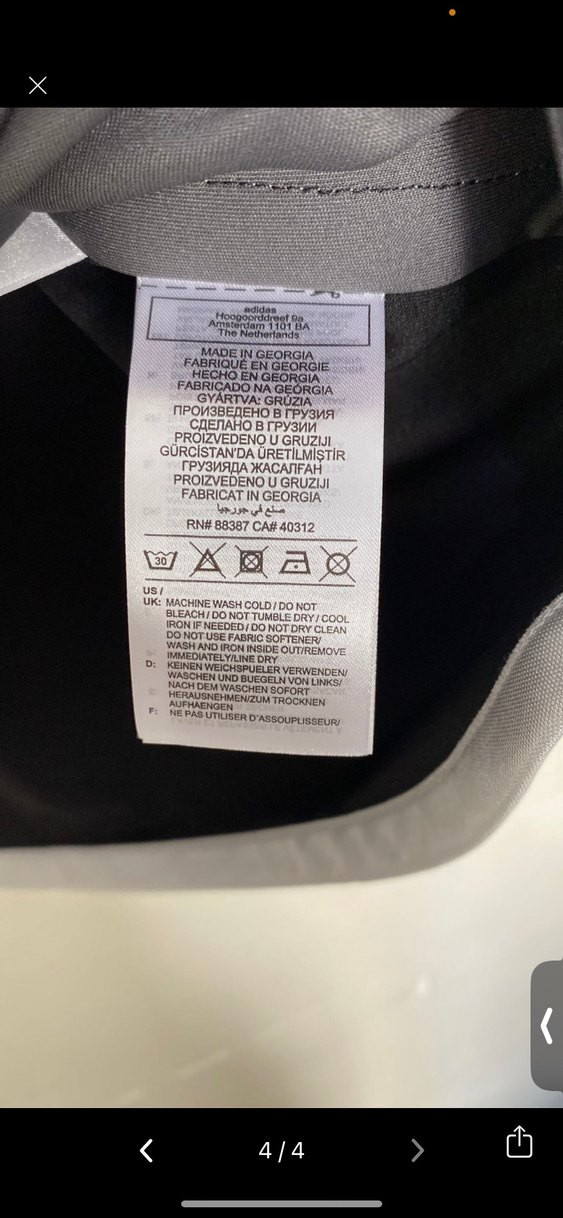 adidas
Hoogoorddreef 9a
Amsterdam 1101 BA
The Netherlands
MADE IN GEORGIA
FABRIQUÉ EN GEORGIE
HECHO EN GEORGIA
FABRICADO NA GEÓRGIA
GYÁRTVA: GRÚZIA
ПРОИЗВЕДЕНО В ГРУЗИЯ
СДЕЛАНО В ГРУЗИИ
PROIZVEDENO U GRUZIJI
GÜRCİSTAN'DA ÜRETİLMİŞTİR
ГРУЗИЯДА ЖАСАЛҒАН
PROIZVEDENO U GRUZIJI
FABRICAT IN GEORGIA
صنع في جورجيا
RN# 88387 CA# 40312
30
US /
UK: MACHINE WASH COLD / DO NOT
BLEACH / DO NOT TUMBLE DRY / COOL
IRON IF NEEDED / DO NOT DRY CLEAN
DO NOT USE FABRIC SOFTENER/
WASH AND IRON INSIDE OUT/REMOVE
IMMEDIATELY/LINE DRY
D: KEINEN WEICHSPUELER VERWENDEN/
WASCHEN UND BUEGELN VON LINKS/
NACH DEM WASCHEN SOFORT
HERAUSNEHMEN/ZUM TROCKNEN
AUFHAENGEN
F: NE PAS UTILISER D´ASSOUPLISEUR/
4 / 4